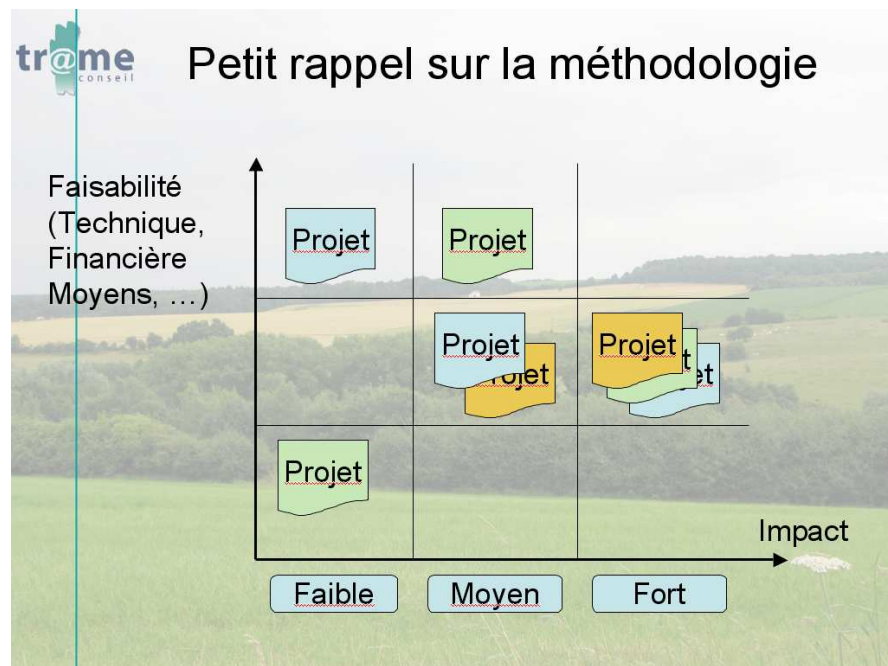 tr@me
conseil
Petit rappel sur la méthodologie
Faisabilité
(Technique,
Financière
Moyens, …)
Projet
Projet
Projet
Projet
Projet
Impact
Faible
Moyen
Fort